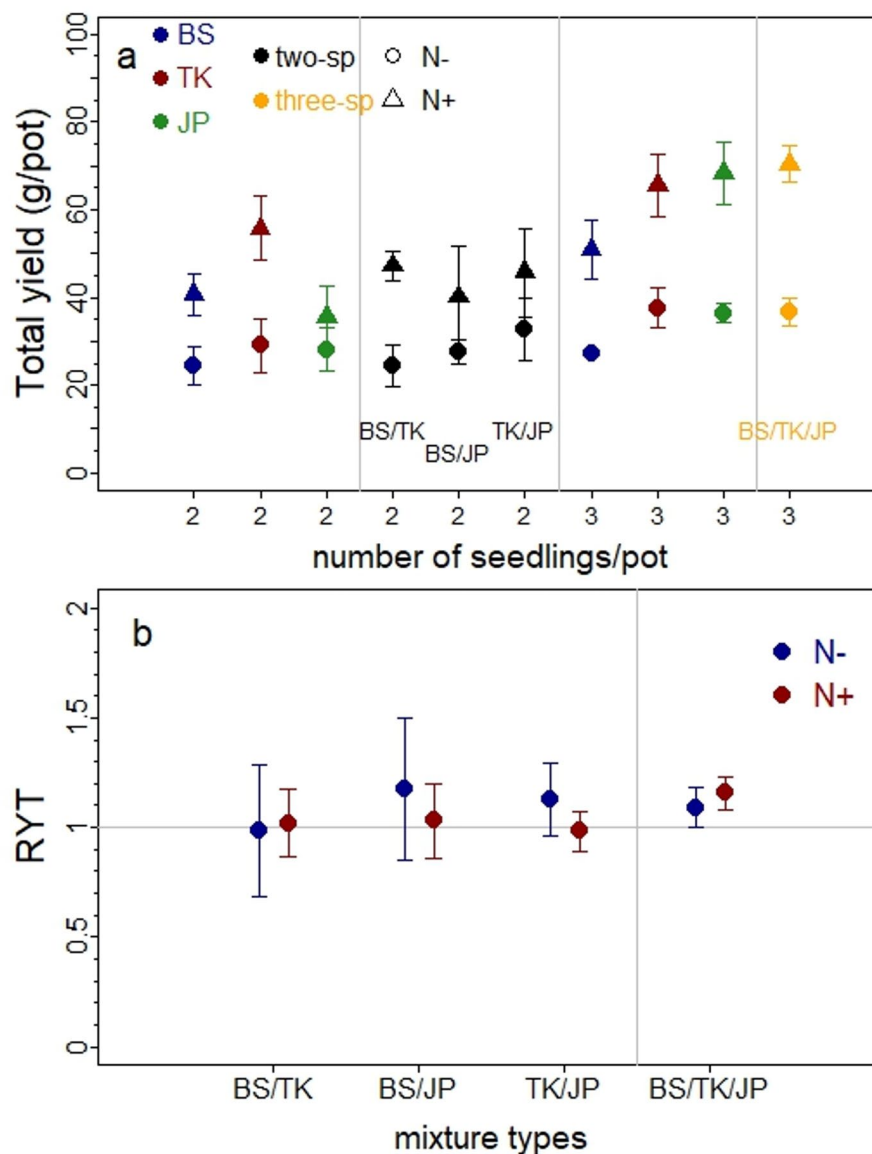 a
BS
TK
JP
two-sp
three-sp
N-
N+
Total yield (g/pot)
100
80
60
40
20
0
BS/TK
BS/JP
TK/JP
BS/TK/JP
2 2 2 2 2 2 3 3 3 3
number of seedlings/pot
b
N-
N+
RYT
2
1.5
1
0.5
0
BS/TK BS/JP TK/JP BS/TK/JP
mixture types